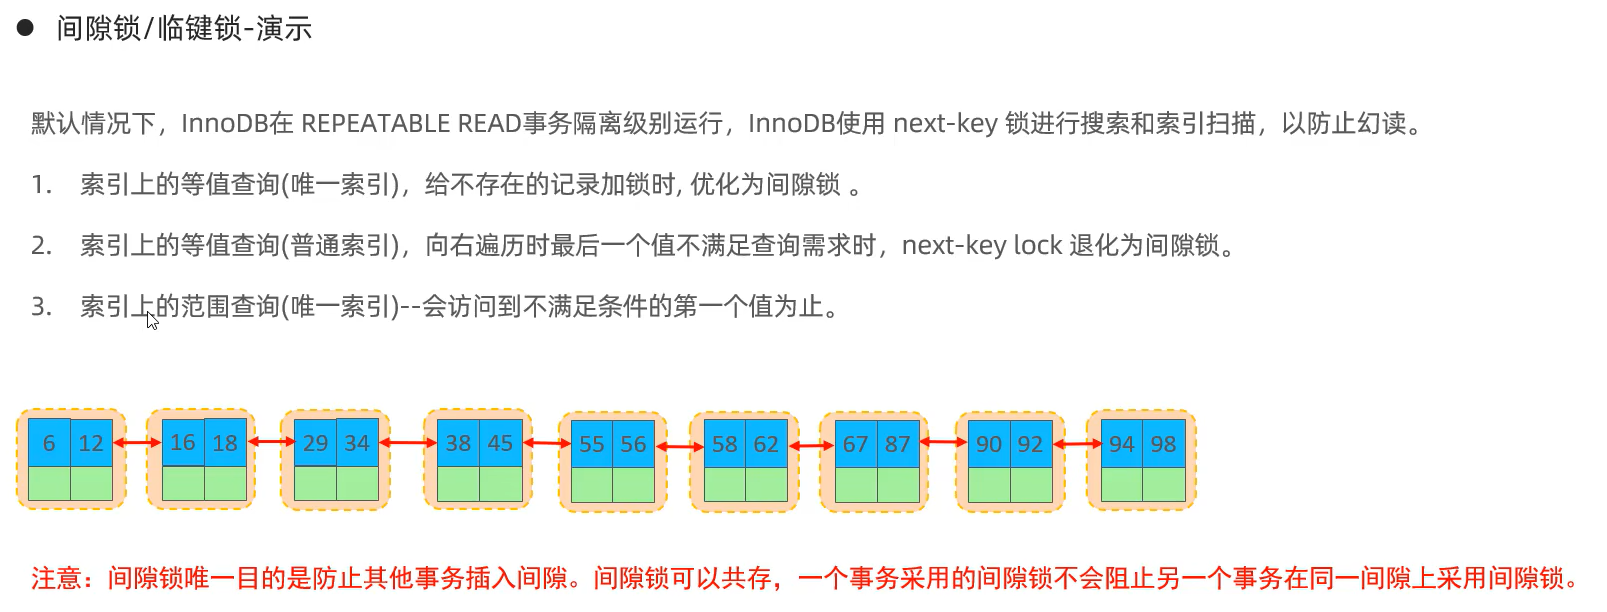 ● 间隙锁/临键锁-演示
默认情况下，InnoDB在 REPEATABLE READ事务隔离级别运行，InnoDB使用 next-key 锁进行搜索和索引扫描，以防止幻读。
1. 索引上的等值查询(唯一索引)，给不存在的记录加锁时, 优化为间隙锁 。
2. 索引上的等值查询(普通索引)，向右遍历时最后一个值不满足查询需求时，next-key lock 退化为间隙锁。
3. 索引上的范围查询(唯一索引)--会访问到不满足条件的第一个值为止。
6 12 16 18 29 34 38 45 55 56 58 62 67 87 90 92 94 98
注意：间隙锁唯一目的是防止其他事务插入间隙。间隙锁可以共存，一个事务采用的间隙锁不会阻止另一个事务在同一间隙上采用间隙锁。